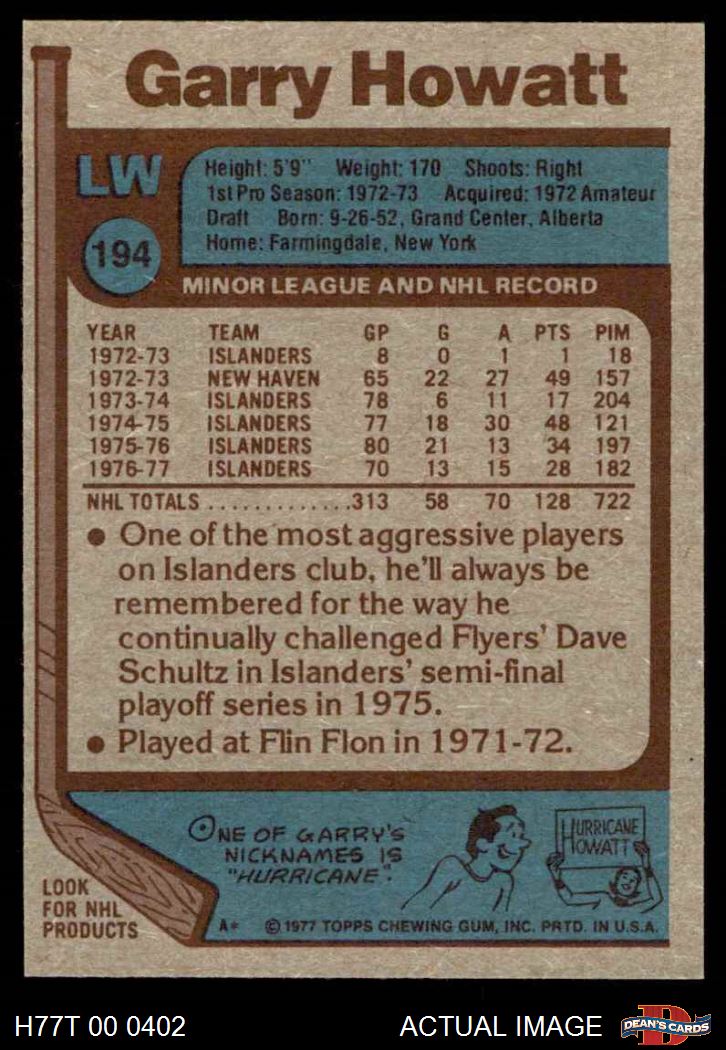 Garry Howatt
LW
194
Height: 5'9" Weight: 170 Shoots: Right
1st Pro Season: 1972-73 Acquired: 1972 Amateur
Draft Born: 9-26-52, Grand Center, Alberta
Home: Farmingdale, New York
MINOR LEAGUE AND NHL RECORD
YEAR TEAM GP G A PTS PIM
1972-73 ISLANDERS 8 0 1 1 18
1972-73 NEW HAVEN 65 22 27 49 157
1973-74 ISLANDERS 78 6 11 17 204
1974-75 ISLANDERS 77 18 30 48 121
1975-76 ISLANDERS 80 21 13 34 197
1976-77 ISLANDERS 70 13 15 28 182
NHL TOTALS ............. 313 58 70 128 722
• One of the most aggressive players
on Islanders club, he'll always be
remembered for the way he
continually challenged Flyers' Dave
Schultz in Islanders' semi-final
playoff series in 1975.
• Played at Flin Flon in 1971-72.
ONE OF GARRY'S
NICKNAMES IS
"HURRICANE".
HURRICANE
HOWATT
LOOK
FOR NHL
PRODUCTS
A* © 1977 TOPPS CHEWING GUM, INC. PRTD. IN U.S.A.
H77T 00 0402
ACTUAL IMAGE
D
DEAN'S CARDS